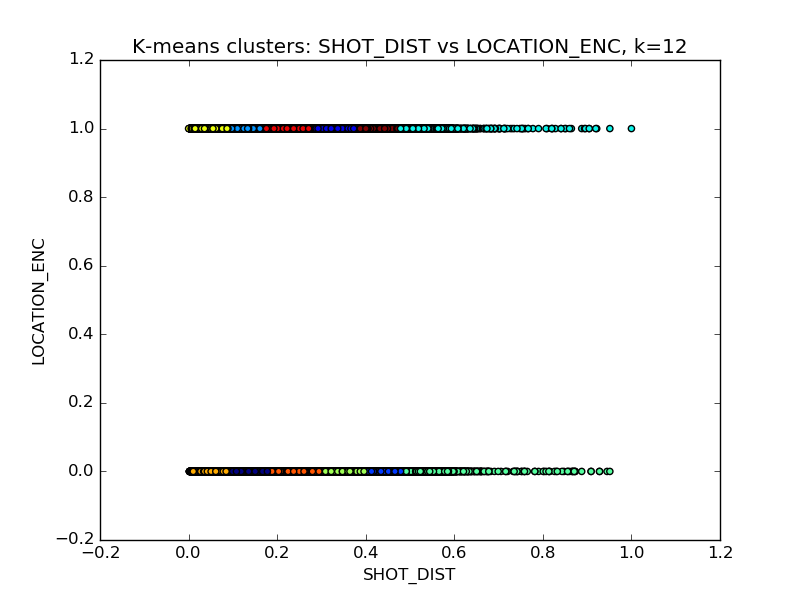 K-means clusters: SHOT_DIST vs LOCATION_ENC, k=12
1.2
1.0
0.8
0.6
0.4
0.2
0.0
−0.2
LOCATION_ENC
−0.2 0.0 0.2 0.4 0.6 0.8 1.0 1.2
SHOT_DIST